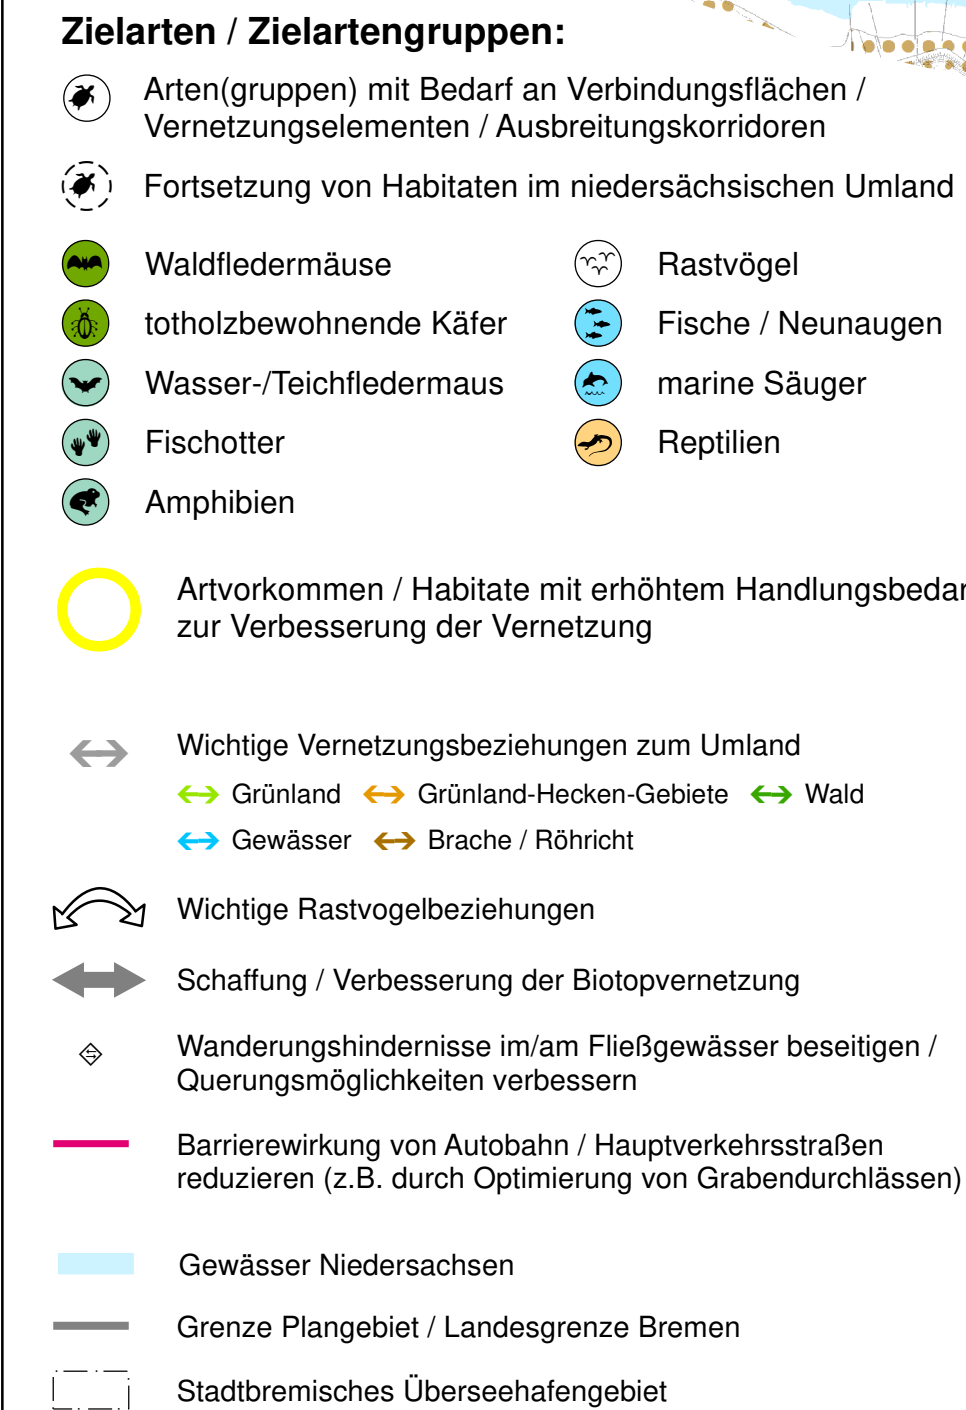 Zielarten / Zielartengruppen:
Arten(gruppen) mit Bedarf an Verbindungsflächen /
Vernetzungselementen / Ausbreitungskorridoren
Fortsetzung von Habitaten im niedersächsischen Umland
Waldfledermäuse
totholzbewohnende Käfer
Wasser-/Teichfledermaus
Fischotter
Amphibien
Rastvögel
Fische / Neunaugen
marine Säuger
Reptilien
Artvorkommen / Habitate mit erhöhtem Handlungsbedar
zur Verbesserung der Vernetzung
Wichtige Vernetzungsbeziehungen zum Umland
Grünland Grünland-Hecken-Gebiete Wald
Gewässer Brache / Röhricht
Wichtige Rastvogelbeziehungen
Schaffung / Verbesserung der Biotopvernetzung
Wanderungshindernisse im/am Fließgewässer beseitigen /
Querungsmöglichkeiten verbessern
Barrierewirkung von Autobahn / Hauptverkehrsstraßen
reduzieren (z.B. durch Optimierung von Grabendurchlässen)
Gewässer Niedersachsen
Grenze Plangebiet / Landesgrenze Bremen
Stadtbremisches Überseehafengebiet